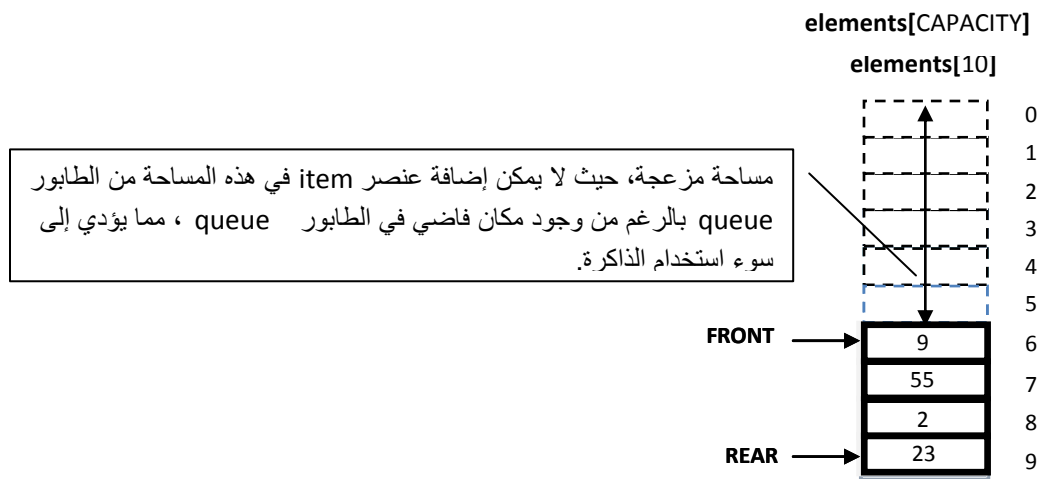 elements[CAPACITY]
elements[10]
0
1
مساحة مزعجة، حيث لا يمكن إضافة عنصر item في هذه المساحة من الطابور
2
queue بالرغم من وجود مكان فاضي في الطابور queue ، مما يؤدي إلى
3
سوء استخدام الذاكرة.
4
5
FRONT
9
6
55
7
2
8
REAR
23
9